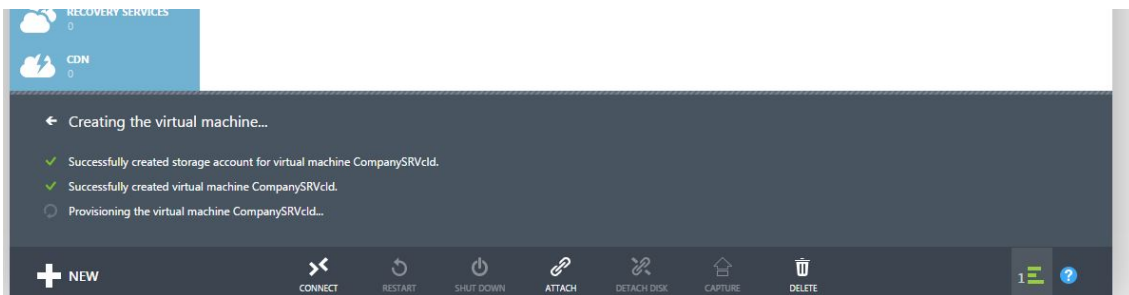 RECOVERY SERVICES
0
CDN
0
Creating the virtual machine...
Successfully created storage account for virtual machine CompanySRVcld.
Successfully created virtual machine CompanySRVcld.
Provisioning the virtual machine CompanySRVcld...
NEW
CONNECT RESTART SHUT DOWN ATTACH DETACH DISK CAPTURE DELETE
1 ?